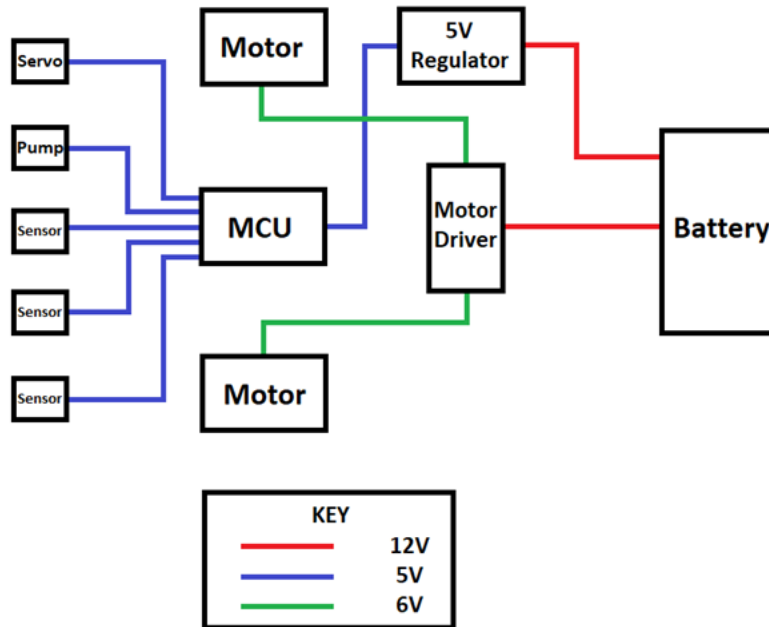 Servo
Motor
5V
Regulator
Pump
Sensor
MCU
Motor
Driver
Battery
Sensor
Sensor
Motor
KEY
12V
5V
6V